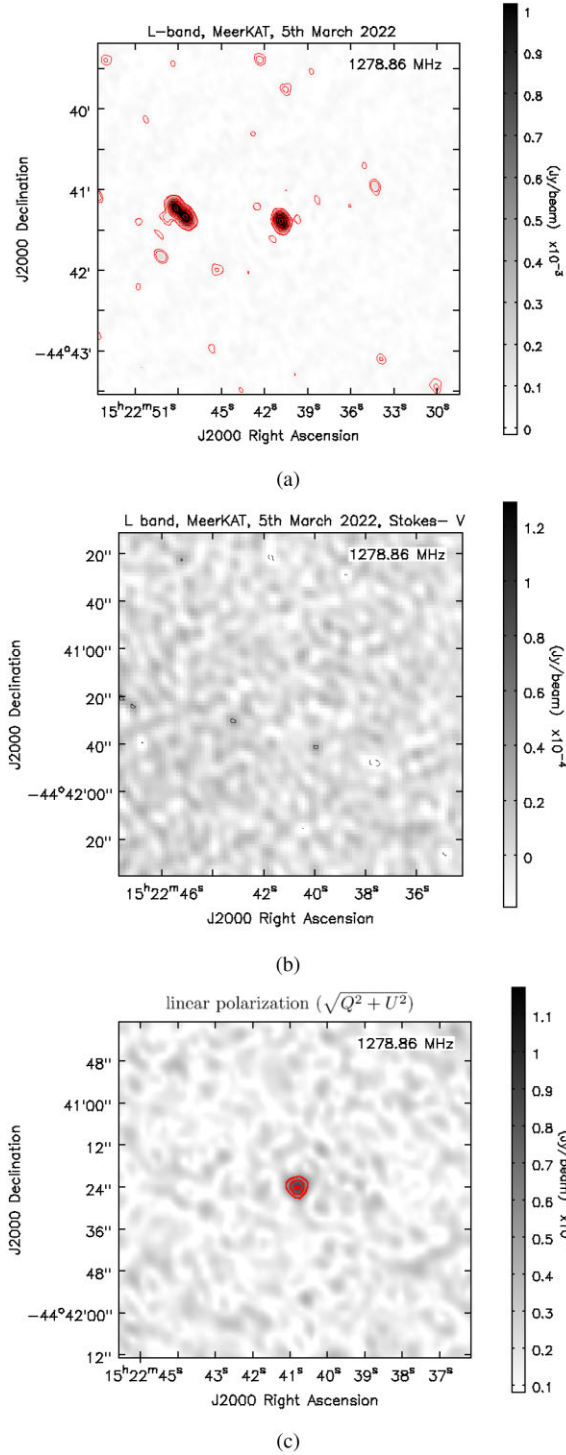 L-band, MeerKAT, 5th March 2022
1278.86 MHz
40'
41'
42'
-44°43'
J2000 Declination
15ʰ22ᵐ51ˢ 45ˢ 42ˢ 39ˢ 36ˢ 33ˢ 30ˢ
J2000 Right Ascension
1
0.9
0.8
0.7
0.6
0.5
0.4
0.3
0.2
0.1
0
(Jy/beam) x10⁻³
(a)
L band, MeerKAT, 5th March 2022, Stokes- V
1278.86 MHz
20"
40"
41'00"
20"
40"
-44°42'00"
20"
J2000 Declination
15ʰ22ᵐ46ˢ 42ˢ 40ˢ 38ˢ 36ˢ
J2000 Right Ascension
1.2
1
0.8
0.6
0.4
0.2
0
(Jy/beam) x10⁻⁴
(b)
linear polarization (√Q² + U²)
1278.86 MHz
48"
41'00"
12"
24"
36"
48"
-44°42'00"
12"
J2000 Declination
15ʰ22ᵐ45ˢ 43ˢ 42ˢ 41ˢ 40ˢ 39ˢ 38ˢ 37ˢ
J2000 Right Ascension
1.1
1
0.9
0.8
0.7
0.6
0.5
0.4
0.3
0.2
0.1
(c)